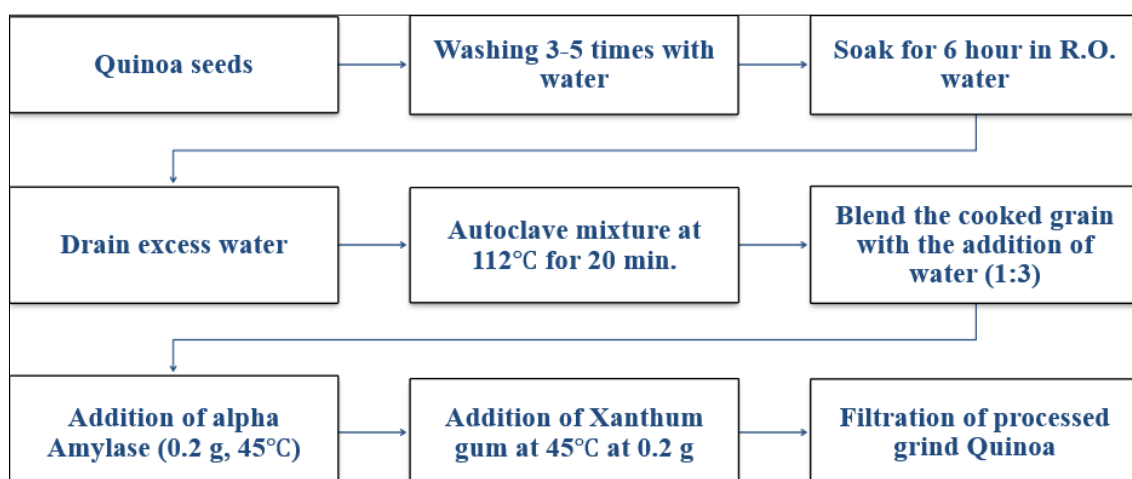 Quinoa seeds
Washing 3-5 times with
water
Soak for 6 hour in R.O.
water
Drain excess water
Autoclave mixture at
112°C for 20 min.
Blend the cooked grain
with the addition of
water (1:3)
Addition of alpha
Amylase (0.2 g, 45°C)
Addition of Xanthum
gum at 45°C at 0.2 g
Filtration of processed
grind Quinoa